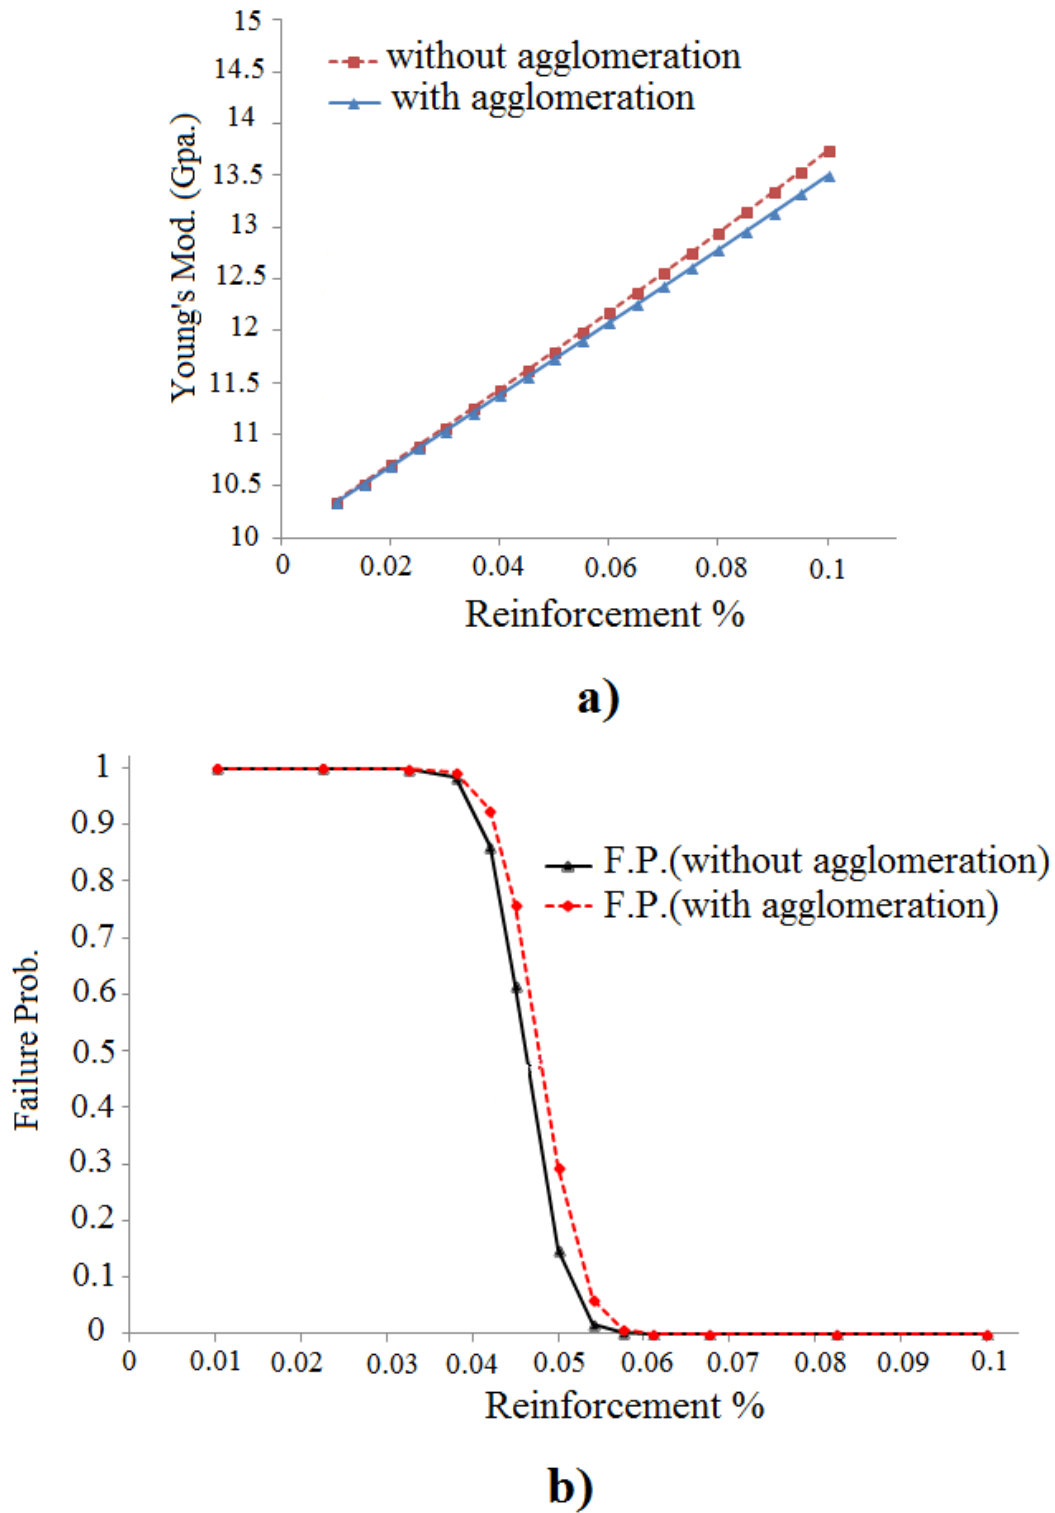 15
14.5
14
13.5
13
12.5
12
11.5
11
10.5
10
without agglomeration
with agglomeration
Young's Mod. (Gpa.)
0 0.02 0.04 0.06 0.08 0.1
Reinforcement %
a)
1
0.9
0.8
0.7
0.6
0.5
0.4
0.3
0.2
0.1
0
F.P.(without agglomeration)
F.P.(with agglomeration)
Failure Prob.
0 0.01 0.02 0.03 0.04 0.05 0.06 0.07 0.08 0.09 0.1
Reinforcement %
b)